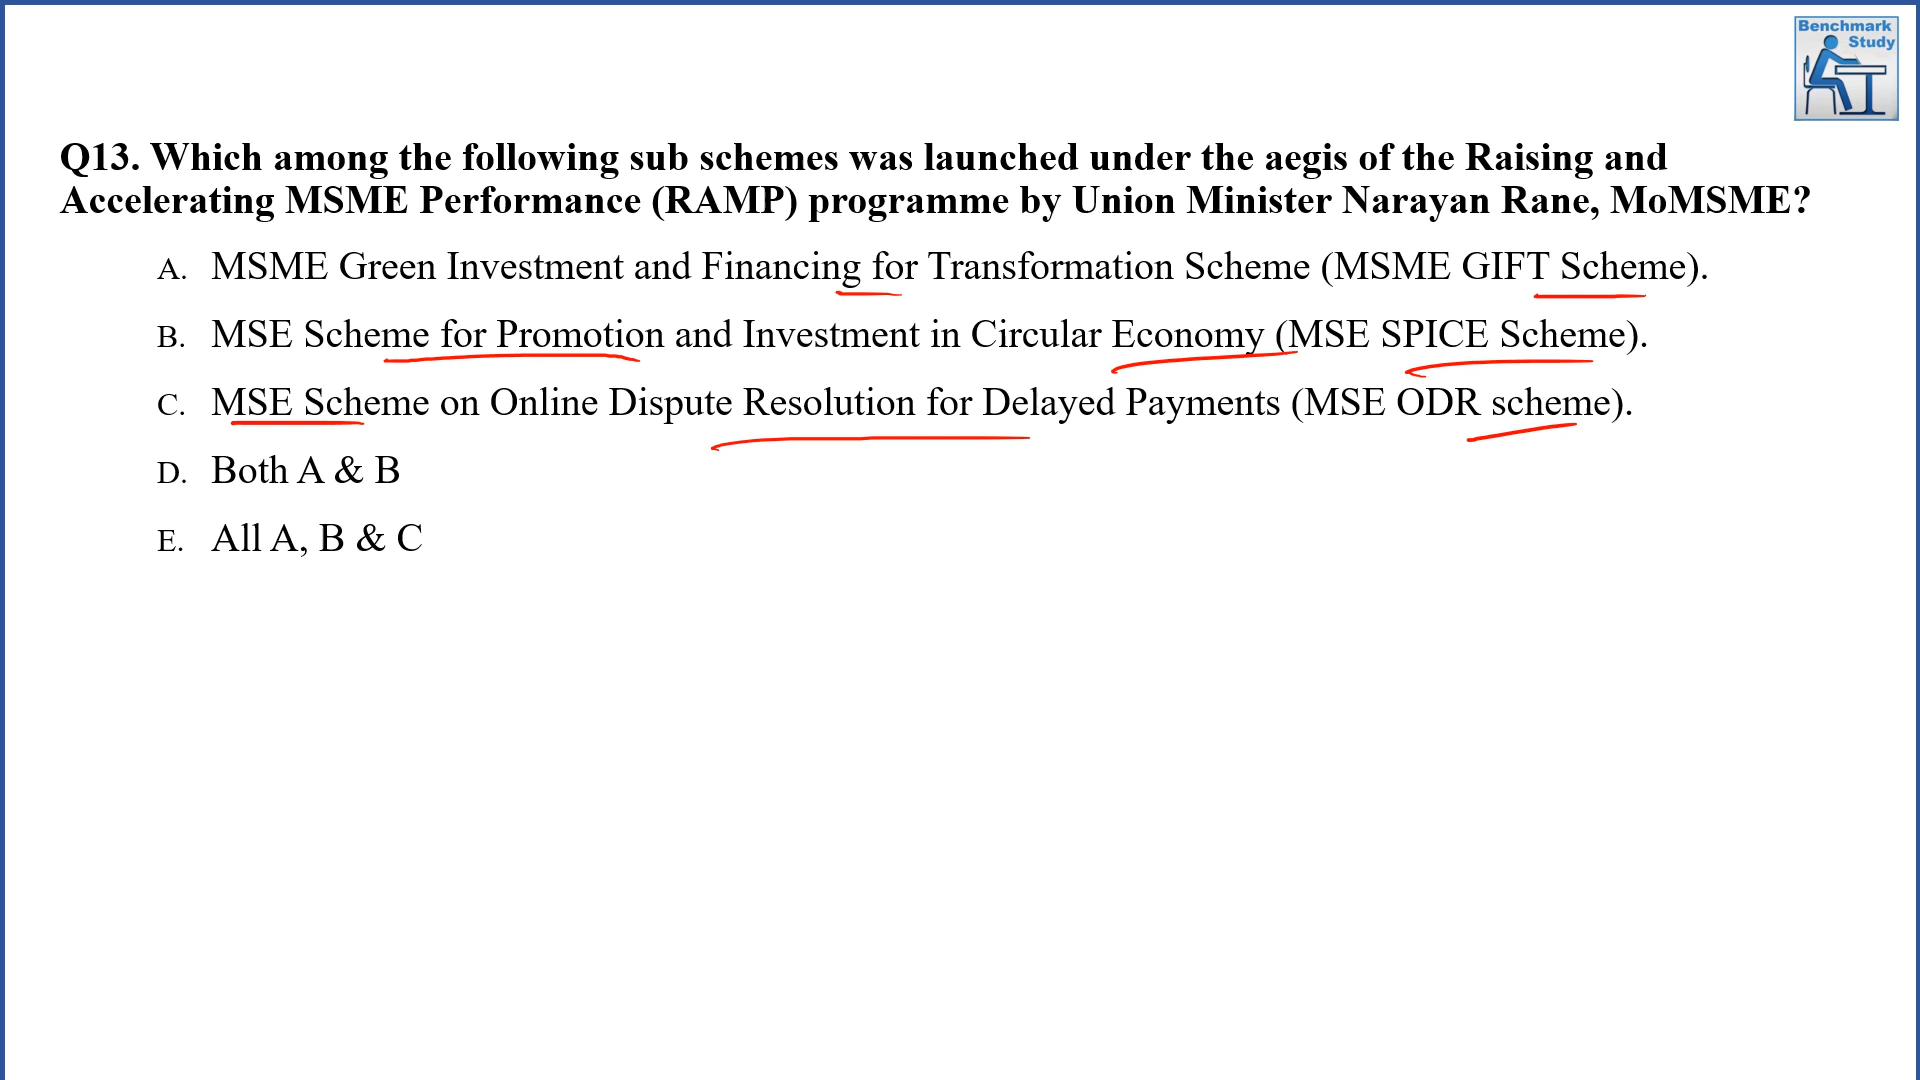 Benchmark
Study
Q13. Which among the following sub schemes was launched under the aegis of the Raising and
Accelerating MSME Performance (RAMP) programme by Union Minister Narayan Rane, MoMSME?
A. MSME Green Investment and Financing for Transformation Scheme (MSME GIFT Scheme).
B. MSE Scheme for Promotion and Investment in Circular Economy (MSE SPICE Scheme).
C. MSE Scheme on Online Dispute Resolution for Delayed Payments (MSE ODR scheme).
D. Both A & B
E. All A, B & C